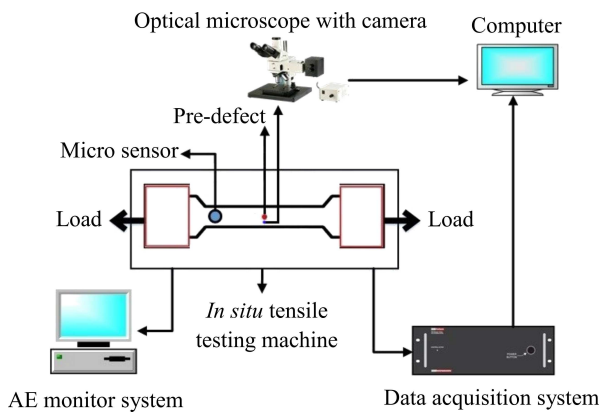 Optical microscope with camera
Computer
Pre-defect
Micro sensor
Load
Load
In situ tensile
testing machine
AE monitor system
Data acquisition system